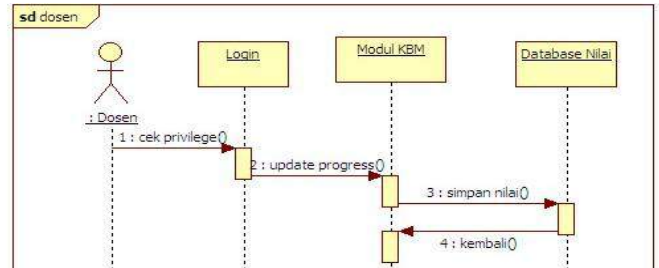 sd dosen
Login
Modul KBM
Database Nilai
: Dosen
1 : cek privilege()
2 : update progress()
3 : simpan nilai()
4 : kembali()